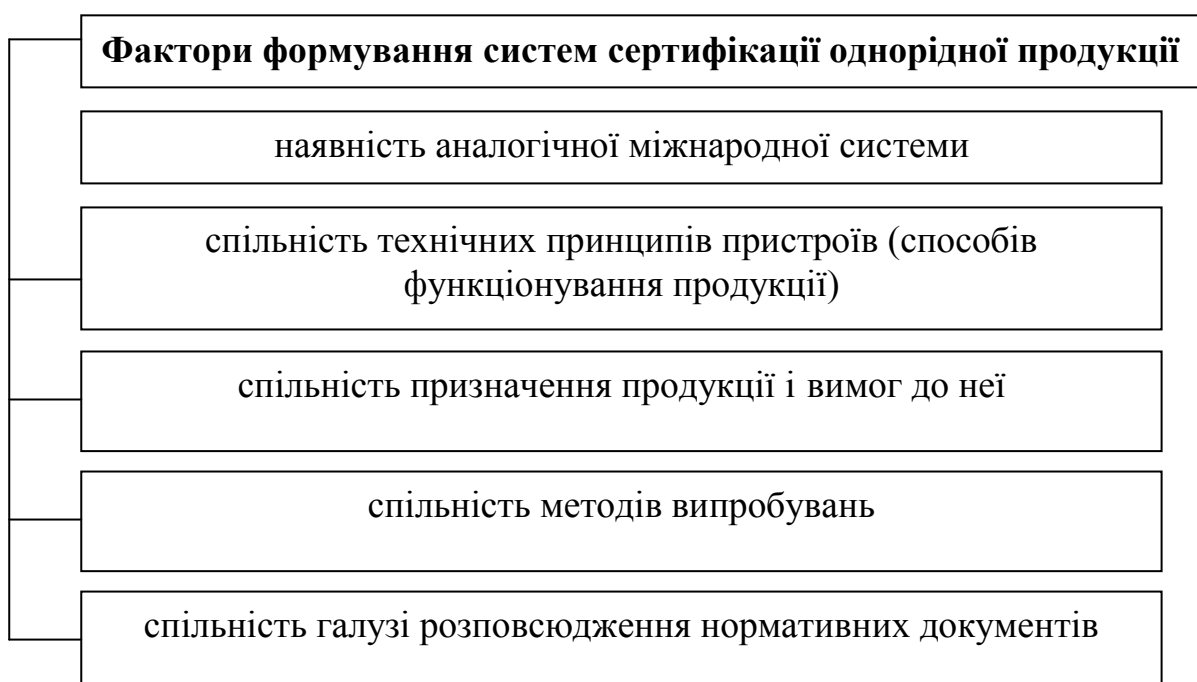 Фактори формування систем сертифікації однорідної продукції
наявність аналогічної міжнародної системи
спільність технічних принципів пристроїв (способів
функціонування продукції)
спільність призначення продукції і вимог до неї
спільність методів випробувань
спільність галузі розповсюдження нормативних документів